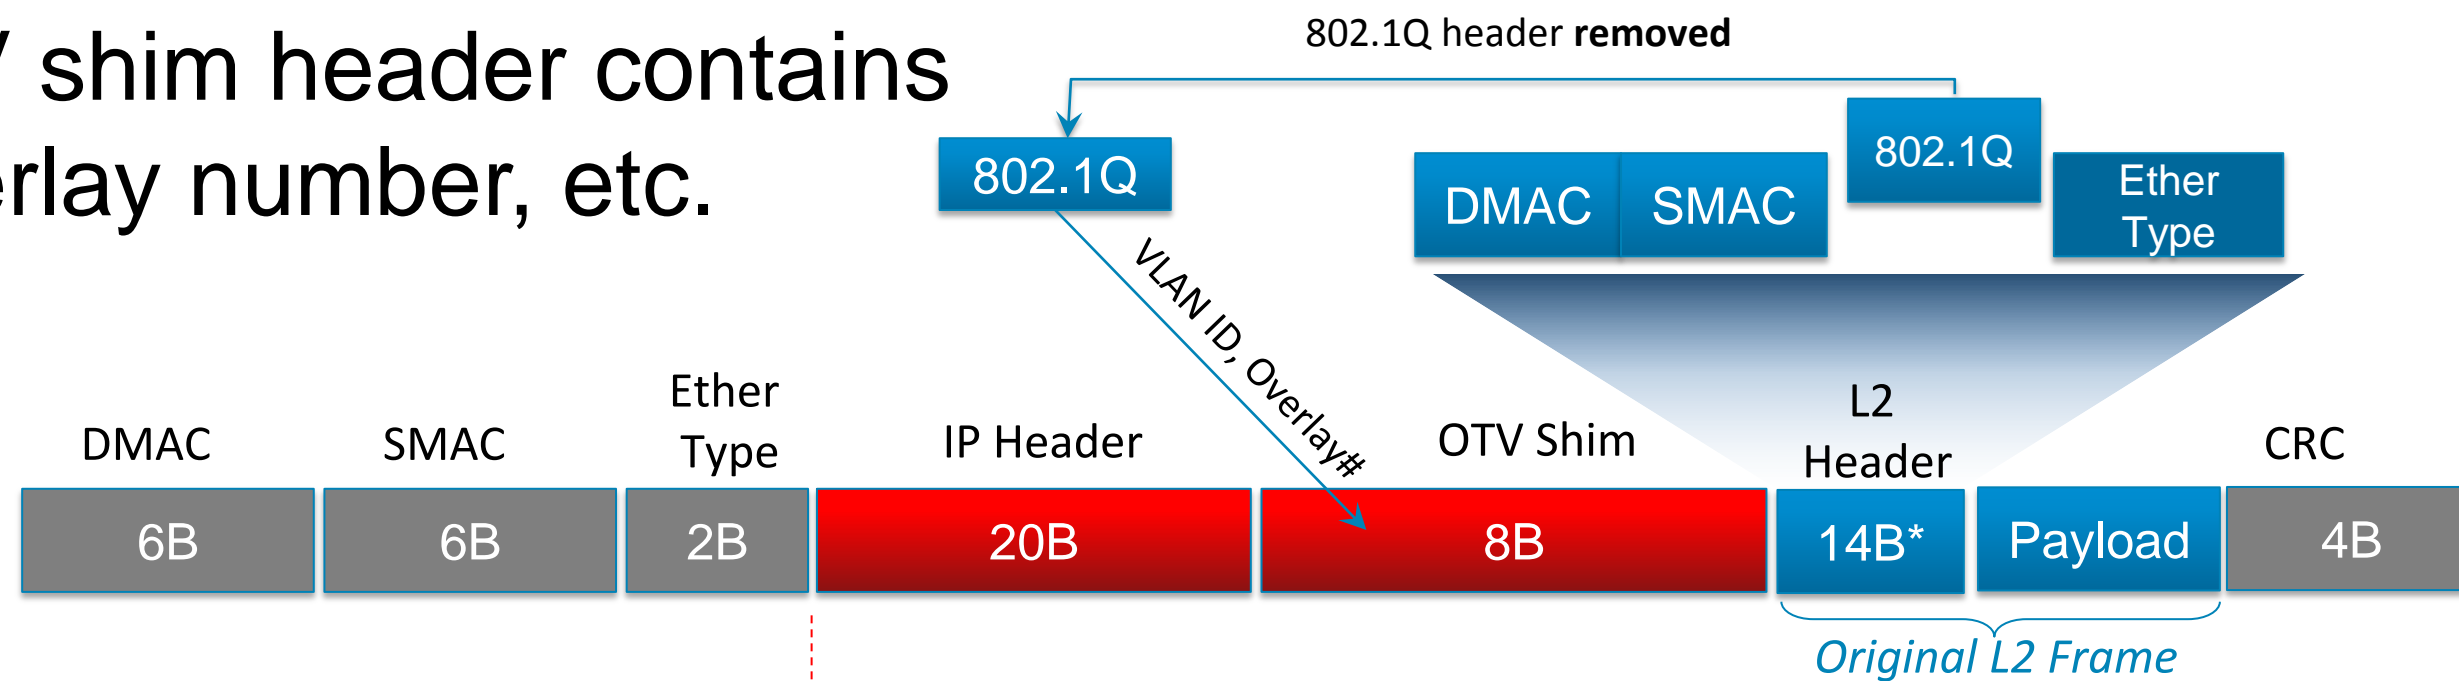 802.1Q header removed
V shim header contains
erlay number, etc.
802.1Q
802.1Q
DMAC
SMAC
Ether
Type
VLAN ID, Overlay#
DMAC
SMAC
Ether
Type
IP Header
OTV Shim
L2
Header
CRC
6B
6B
2B
20B
8B
14B*
Payload
4B
Original L2 Frame